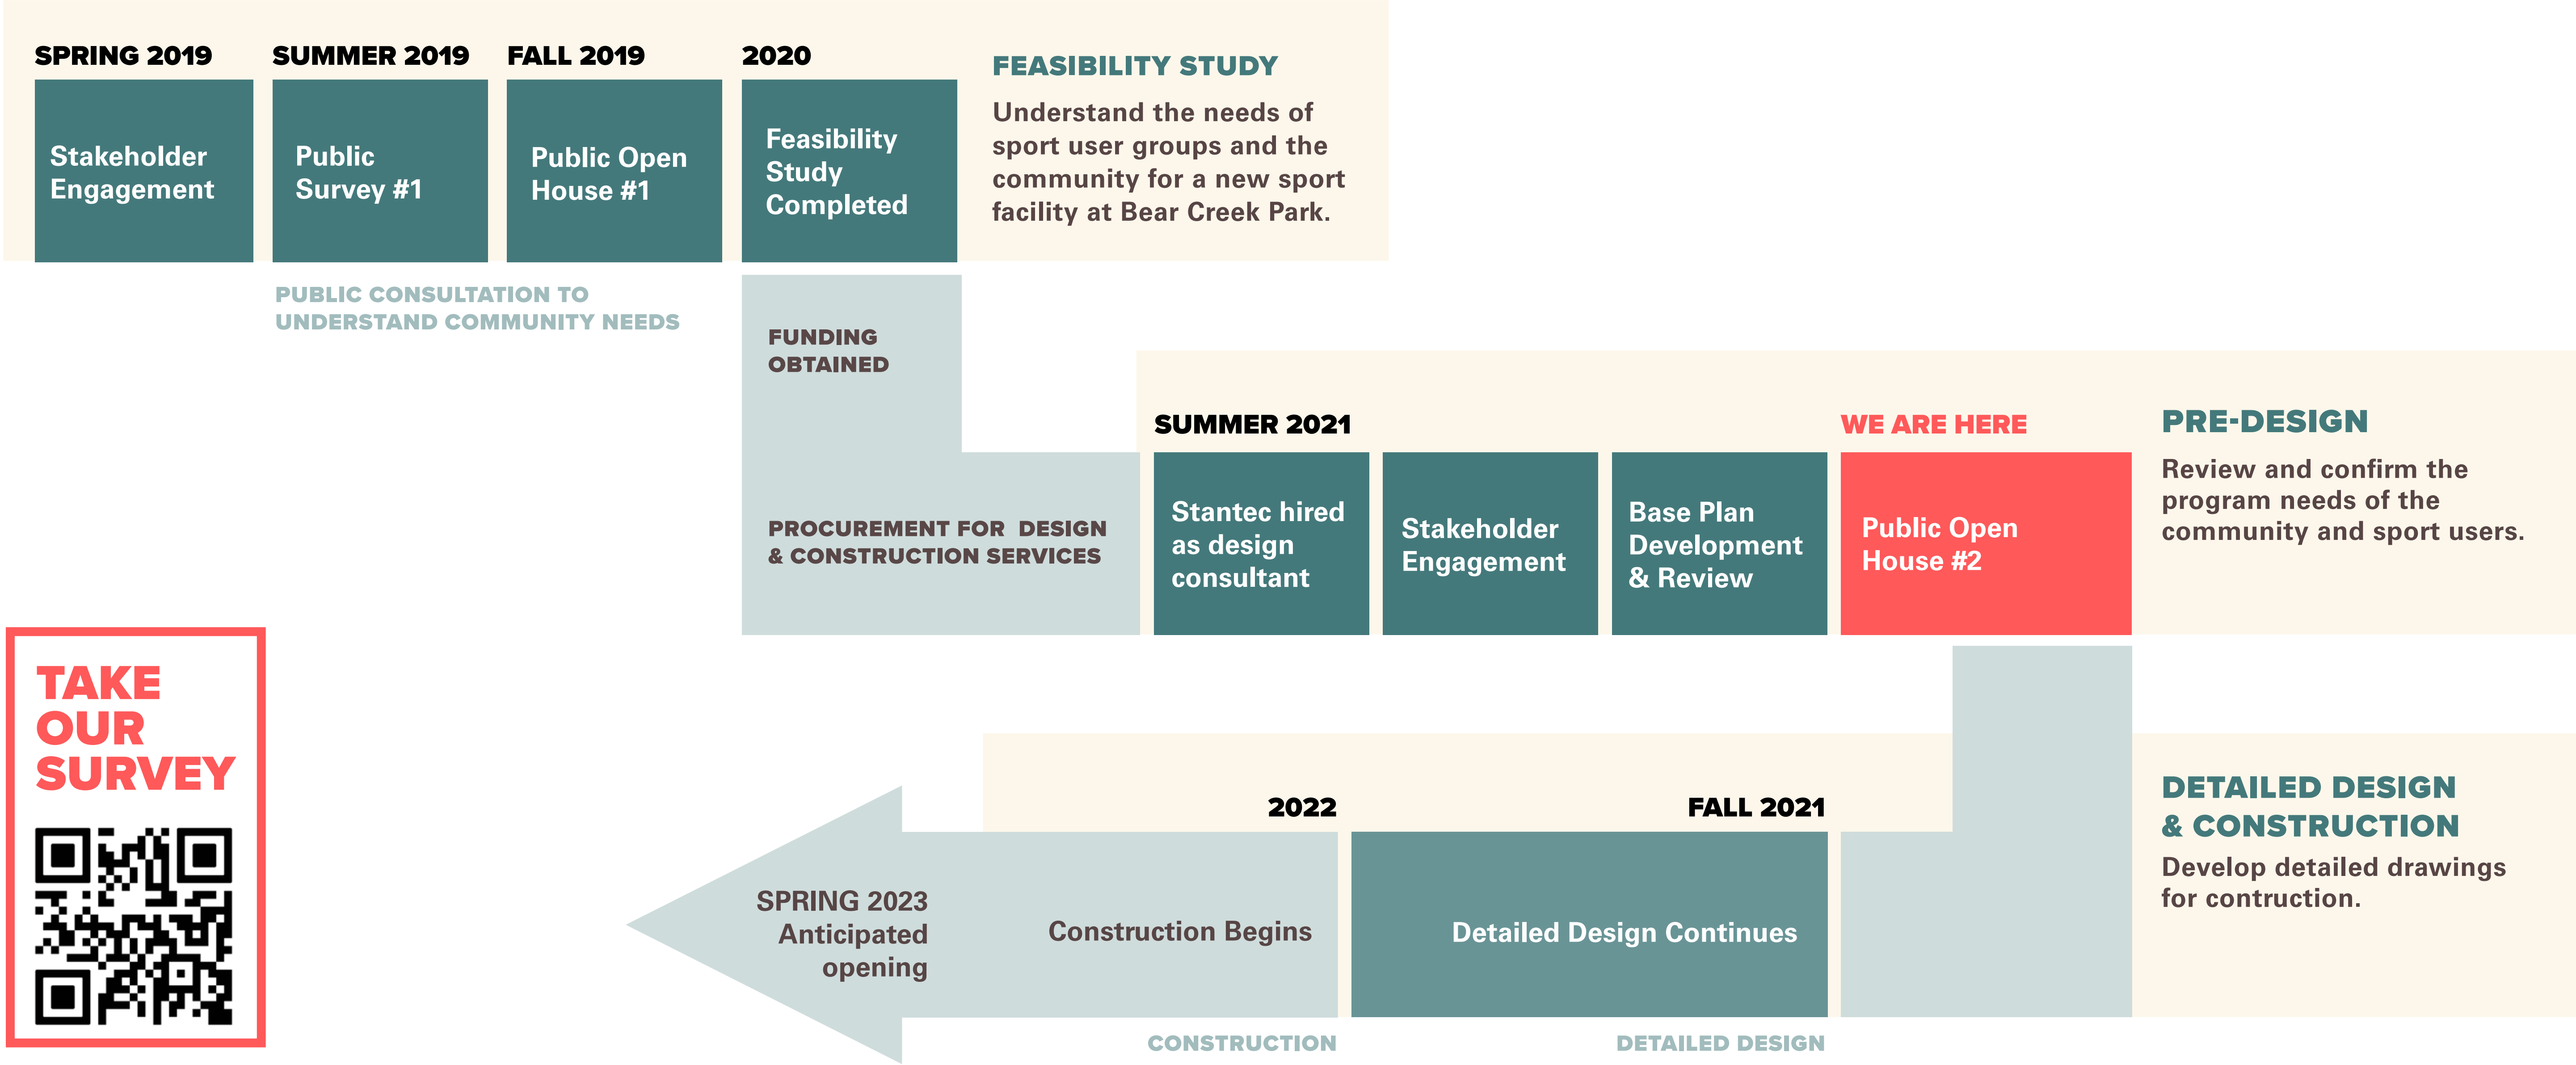 SPRING 2019
Stakeholder
Engagement
SUMMER 2019
Public
Survey #1
FALL 2019
Public Open
House #1
2020
Feasibility
Study
Completed
FEASIBILITY STUDY
Understand the needs of
sport user groups and the
community for a new sport
facility at Bear Creek Park.
PUBLIC CONSULTATION TO
UNDERSTAND COMMUNITY NEEDS
FUNDING
OBTAINED
PROCUREMENT FOR DESIGN
& CONSTRUCTION SERVICES
SUMMER 2021
Stantec hired
as design
consultant
Stakeholder
Engagement
Base Plan
Development
& Review
WE ARE HERE
Public Open
House #2
PRE-DESIGN
Review and confirm the
program needs of the
community and sport users.
DETAILED DESIGN
& CONSTRUCTION
Develop detailed drawings
for contruction.
FALL 2021
Detailed Design Continues
DETAILED DESIGN
2022
Construction Begins
CONSTRUCTION
SPRING 2023
Anticipated
opening
TAKE
OUR
SURVEY